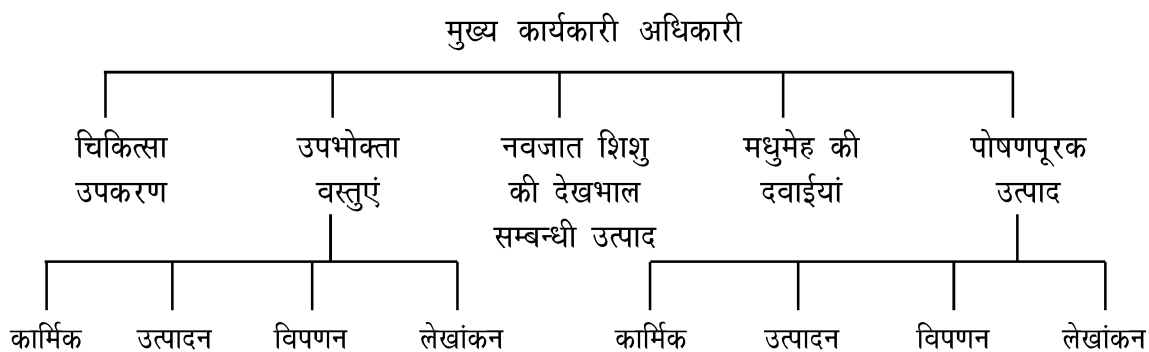 मुख्य कार्यकारी अधिकारी
चिकित्सा उपभोक्ता नवजात शिशु मधुमेह की पोषणपूरक
उपकरण वस्तुएं की देखभाल दवाईयां उत्पाद
सम्बन्धी उत्पाद
कार्मिक उत्पादन विपणन लेखांकन कार्मिक उत्पादन विपणन लेखांकन